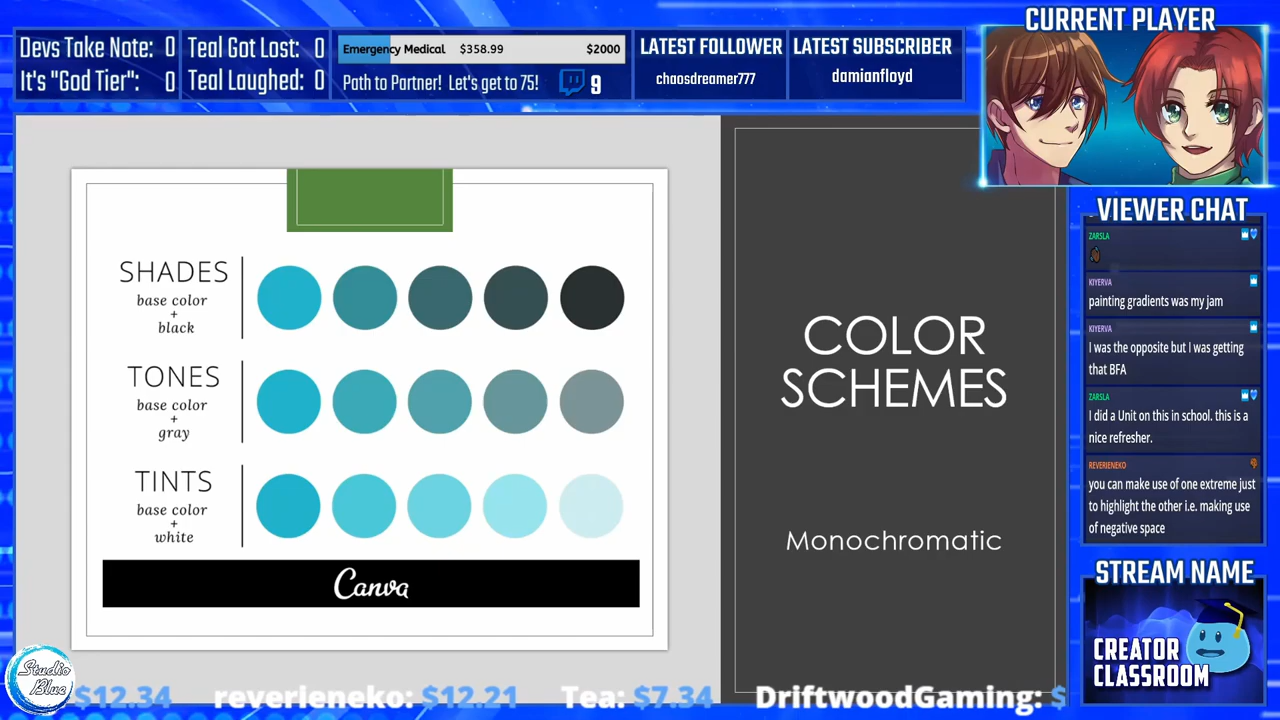 Devs Take Note: 0
It's "God Tier": 0
Teal Got Lost: 0
Teal Laughed: 0
Emergency Medical $358.99 $2000
Path to Partner! Let's get to 75! 9
LATEST FOLLOWER
chaosdreamer777
LATEST SUBSCRIBER
damianfloyd
CURRENT PLAYER
SHADES
base color
+
black
TONES
base color
+
gray
TINTS
base color
+
white
Canva
COLOR
SCHEMES
Monochromatic
VIEWER CHAT
ZARSLA
KIYERVA
painting gradients was my jam
KIYERVA
I was the opposite but I was getting
that BFA
ZARSLA
I did a Unit on this in school. this is a
nice refresher.
REVERIENEKO
you can make use of one extreme just
to highlight the other i.e. making use
of negative space
STREAM NAME
CREATOR
CLASSROOM
Studio
Blue
$12.34 reverieneko: $12.21 Tea: $7.34 DriftwoodGaming: $